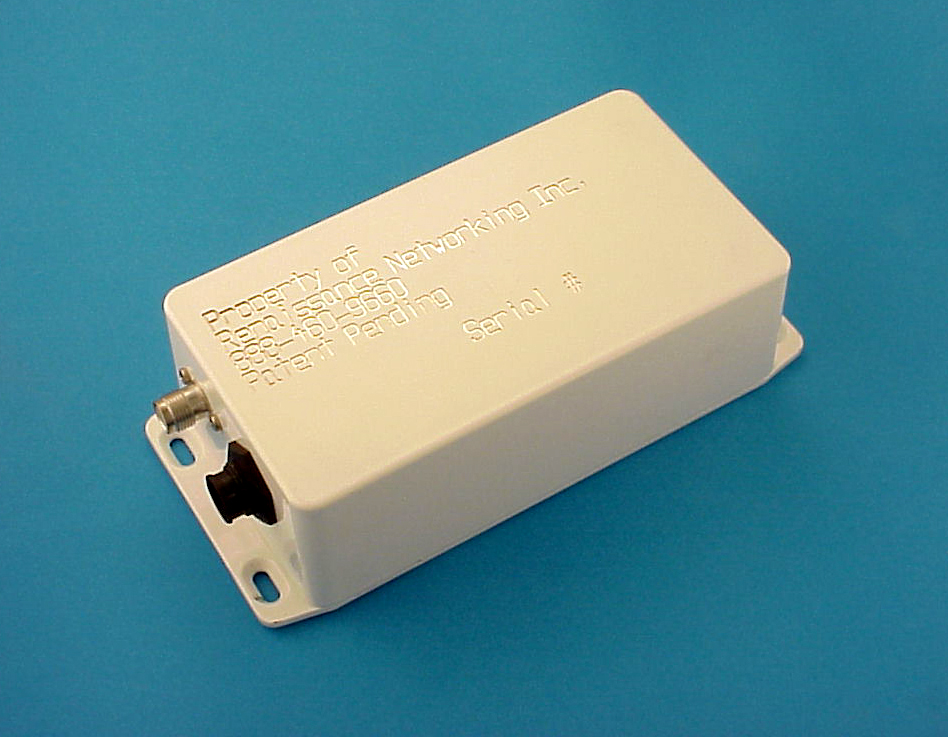 Property of
Renaissance Networking Inc.
888-460-9660
Patent Pending
Serial #